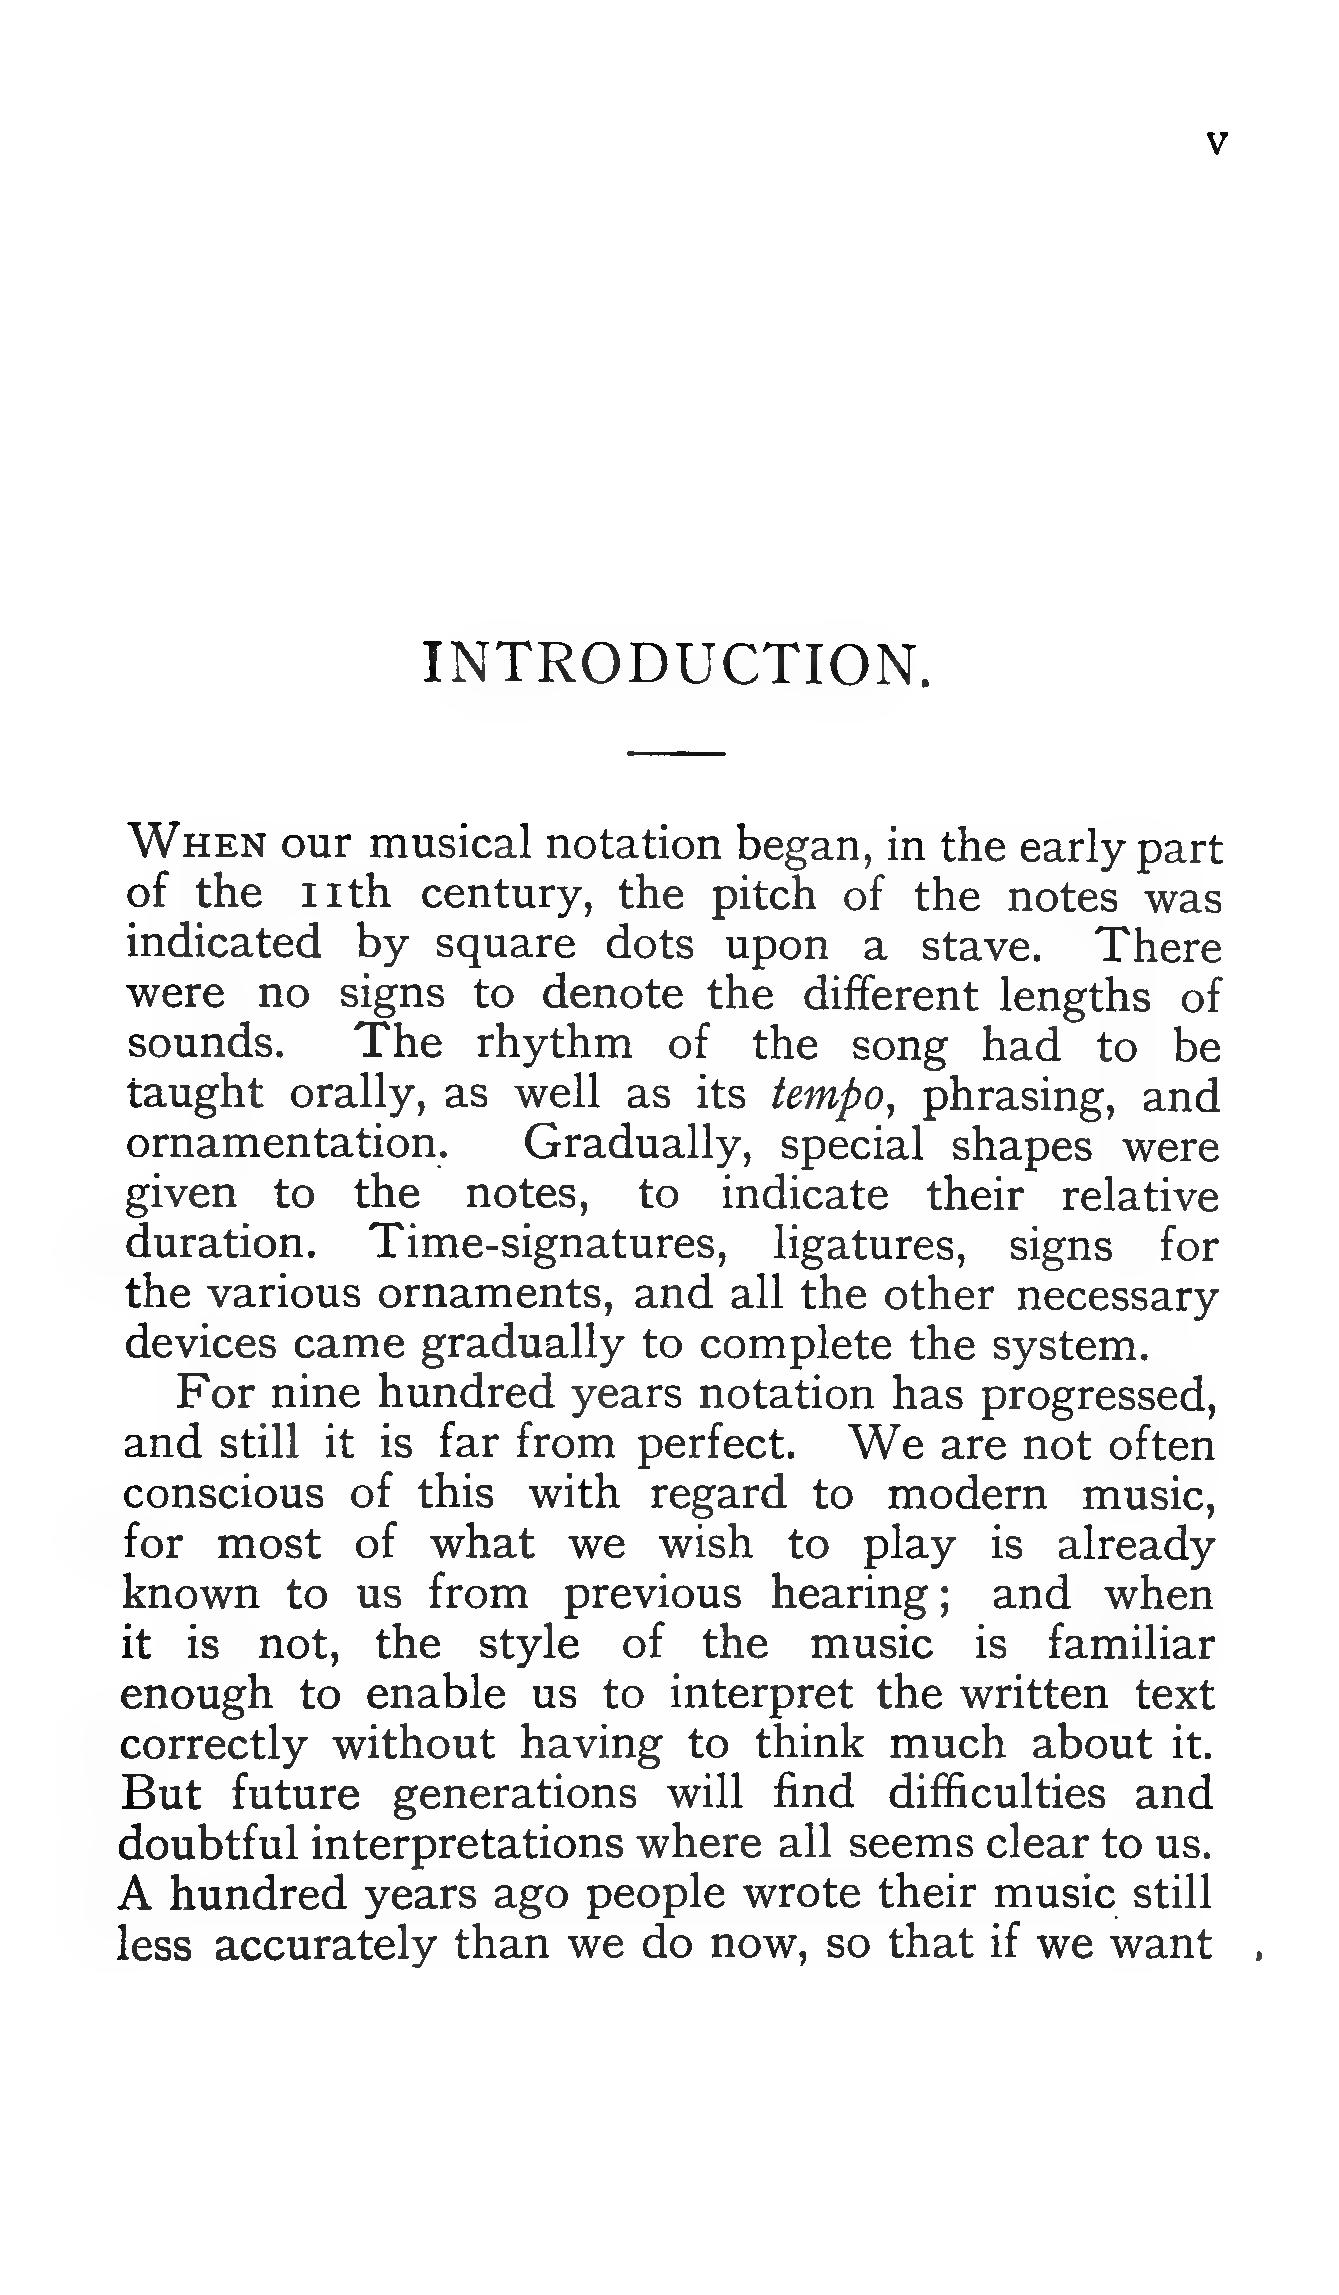 v
INTRODUCTION.
WHEN our musical notation began, in the early part
of the 11th century, the pitch of the notes was
indicated by square dots upon a stave. There
were no signs to denote the different lengths of
sounds. The rhythm of the song had to be
taught orally, as well as its tempo, phrasing, and
ornamentation. Gradually, special shapes were
given to the notes, to indicate their relative
duration. Time-signatures, ligatures, signs for
the various ornaments, and all the other necessary
devices came gradually to complete the system.
For nine hundred years notation has progressed,
and still it is far from perfect. We are not often
conscious of this with regard to modern music,
for most of what we wish to play is already
known to us from previous hearing; and when
it is not, the style of the music is familiar
enough to enable us to interpret the written text
correctly without having to think much about it.
But future generations will find difficulties and
doubtful interpretations where all seems clear to us.
A hundred years ago people wrote their music still
less accurately than we do now, so that if we want